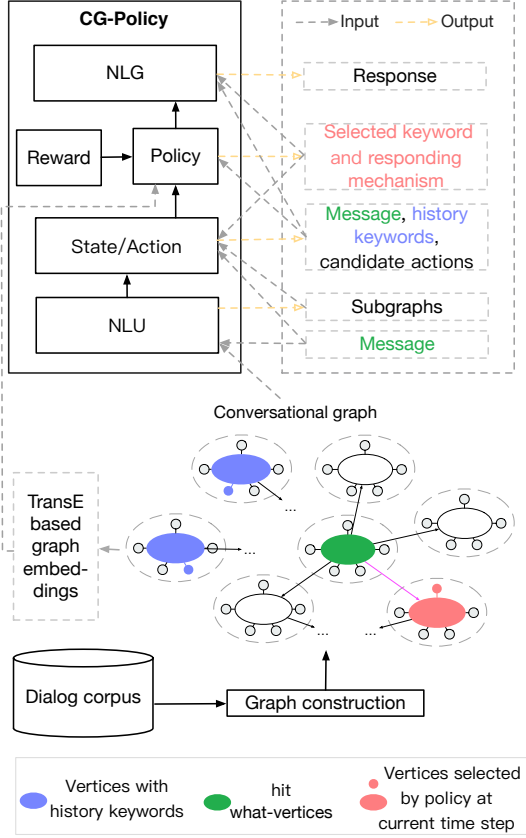 CG-Policy
NLG
Reward
Policy
State/Action
NLU
Input
Output
Response
Selected keyword
and responding
mechanism
Message, history
keywords,
candidate actions
Subgraphs
Message
Conversational graph
TransE
based
graph
embed-
dings
...
...
...
...
Dialog corpus
Graph construction
Vertices with
history keywords
hit
what-vertices
Vertices selected
by policy at
current time step